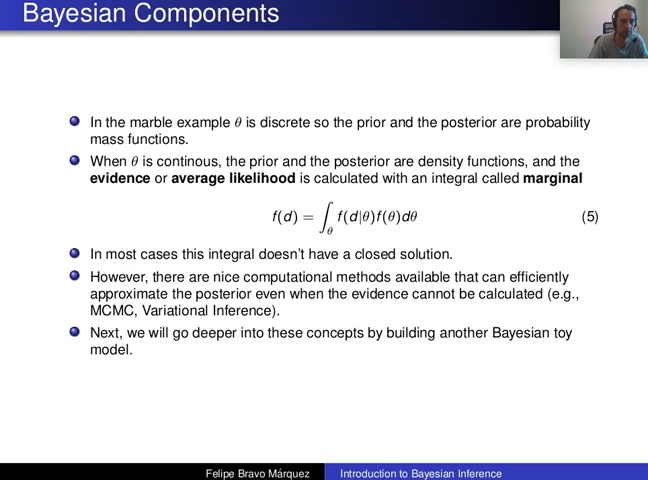 Bayesian Components
In the marble example θ is discrete so the prior and the posterior are probability
mass functions.
When θ is continous, the prior and the posterior are density functions, and the
evidence or average likelihood is calculated with an integral called marginal
f(d) = ∫_θ f(d|θ)f(θ)dθ (5)
In most cases this integral doesn't have a closed solution.
However, there are nice computational methods available that can efficiently
approximate the posterior even when the evidence cannot be calculated (e.g.,
MCMC, Variational Inference).
Next, we will go deeper into these concepts by building another Bayesian toy
model.
Felipe Bravo Márquez Introduction to Bayesian Inference